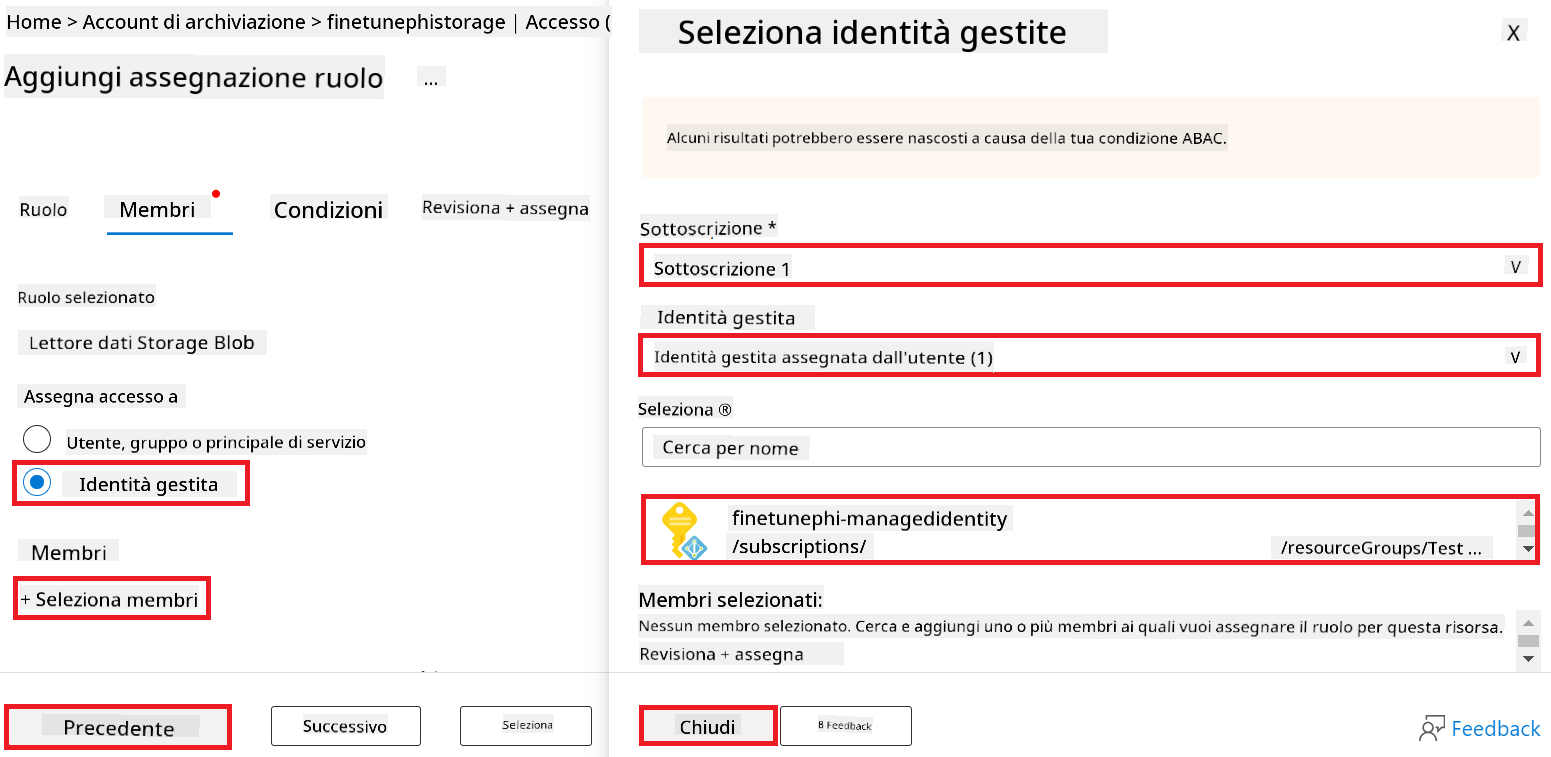 Home > Account di archiviazione > finetunephistorage | Accesso (
Aggiungi assegnazione ruolo
...
Ruolo
Membri
Condizioni
Revisiona + assegna
Ruolo selezionato
Lettore dati Storage Blob
Assegna accesso a
Utente, gruppo o principale di servizio
Identità gestita
Membri
+ Seleziona membri
Precedente
Successivo
Seleziona
Seleziona identità gestite
X
Alcuni risultati potrebbero essere nascosti a causa della tua condizione ABAC.
Sottoscrizione *
Sottoscrizione 1
V
Identità gestita
Identità gestita assegnata dall'utente (1)
V
Seleziona ®
Cerca per nome
finetunephi-managedidentity
/subscriptions/
/resourceGroups/Test ...
Membri selezionati:
Nessun membro selezionato. Cerca e aggiungi uno o più membri ai quali vuoi assegnare il ruolo per questa risorsa.
Revisiona + assegna
Chiudi
8 Feedback
Feedback